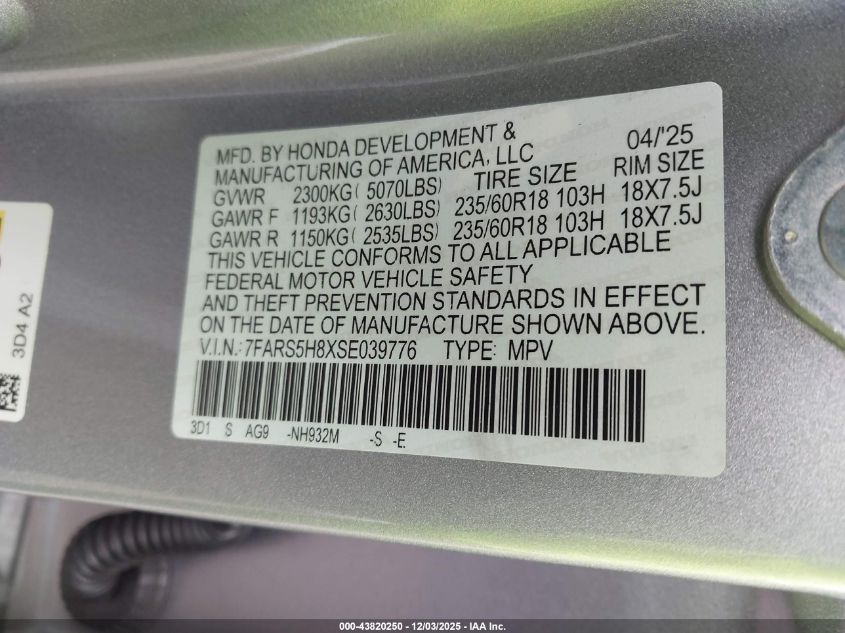 MFD. BY HONDA DEVELOPMENT & 04/'25
MANUFACTURING OF AMERICA, LLC
GVWR 2300KG( 5070LBS) TIRE SIZE RIM SIZE
GAWR F 1193KG( 2630LBS) 235/60R18 103H 18X7.5J
GAWR R 1150KG( 2535LBS) 235/60R18 103H 18X7.5J
THIS VEHICLE CONFORMS TO ALL APPLICABLE
FEDERAL MOTOR VEHICLE SAFETY
AND THEFT PREVENTION STANDARDS IN EFFECT
ON THE DATE OF MANUFACTURE SHOWN ABOVE.
V.I.N.:7FARS5H8XSE039776 TYPE: MPV
3D1 S AG9 -NH932M -S -E
3D4 A2
000-43820250 - 12/03/2025 - IAA Inc.